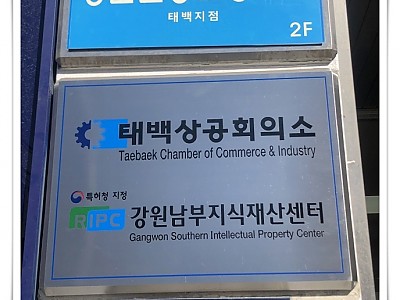 태백지점
2F
태백상공회의소
Taebaek Chamber of Commerce & Industry
특허청 지정
RIPC 강원남부지식재산센터
Gangwon Southern Intellectual Property Center